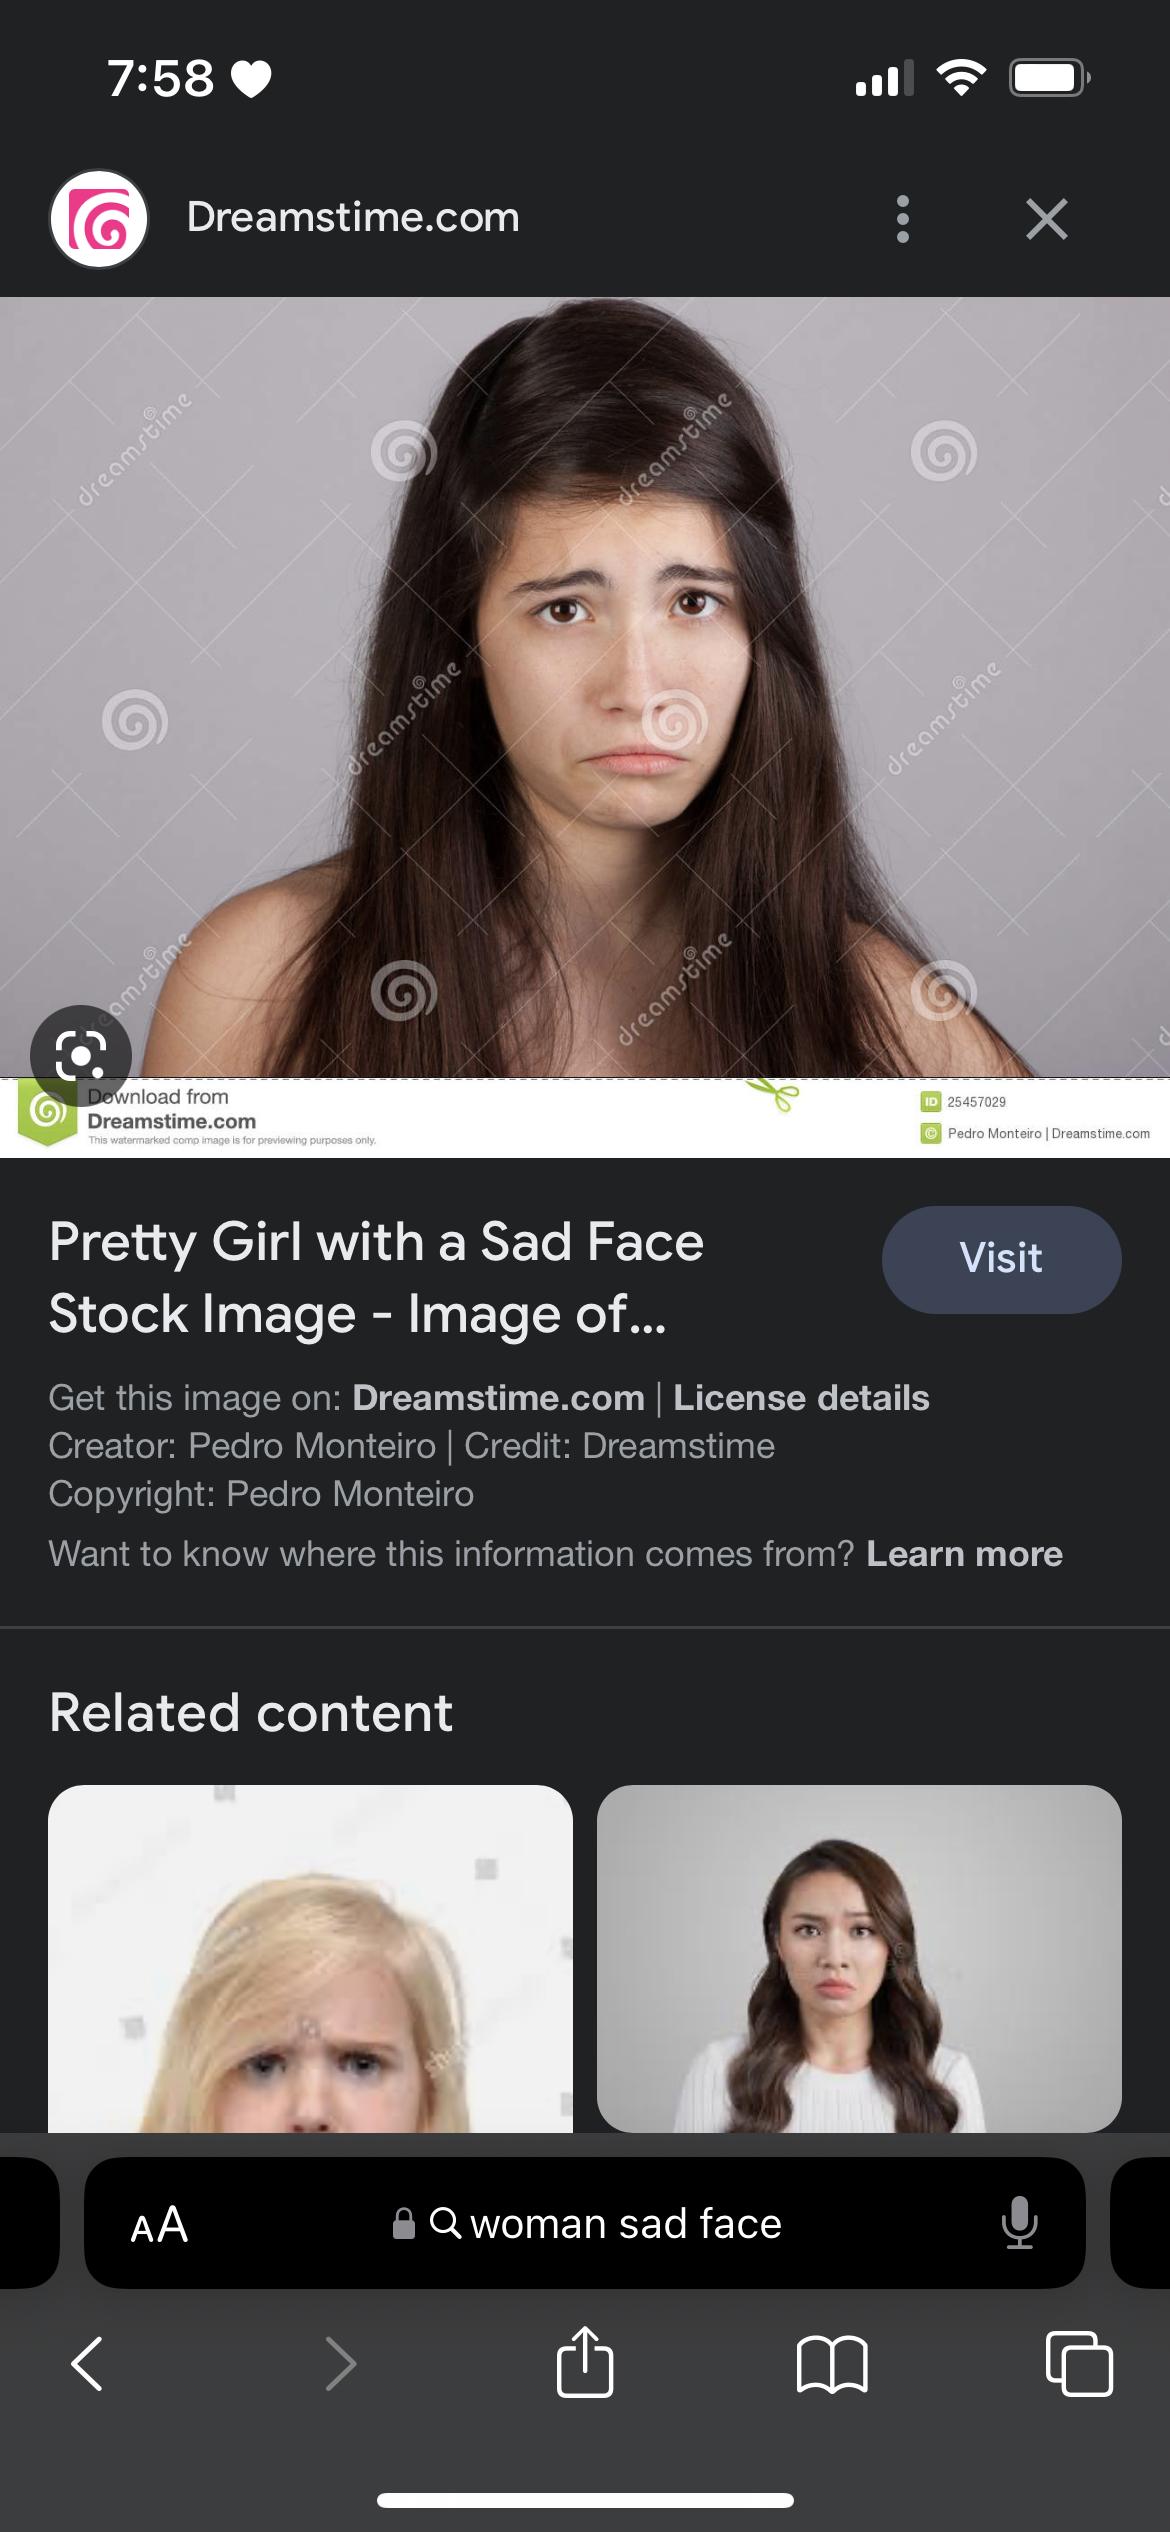 7:58
Dreamstime.com
dreamstime
dreamstime
dreamstime
dreamstime
dreamstime
dreamstime
Download from
Dreamstime.com
This watermarked comp image is for previewing purposes only.
ID 25457029
© Pedro Monteiro | Dreamstime.com
Pretty Girl with a Sad Face
Stock Image - Image of...
Visit
Get this image on: Dreamstime.com | License details
Creator: Pedro Monteiro | Credit: Dreamstime
Copyright: Pedro Monteiro
Want to know where this information comes from? Learn more
Related content
AA
woman sad face